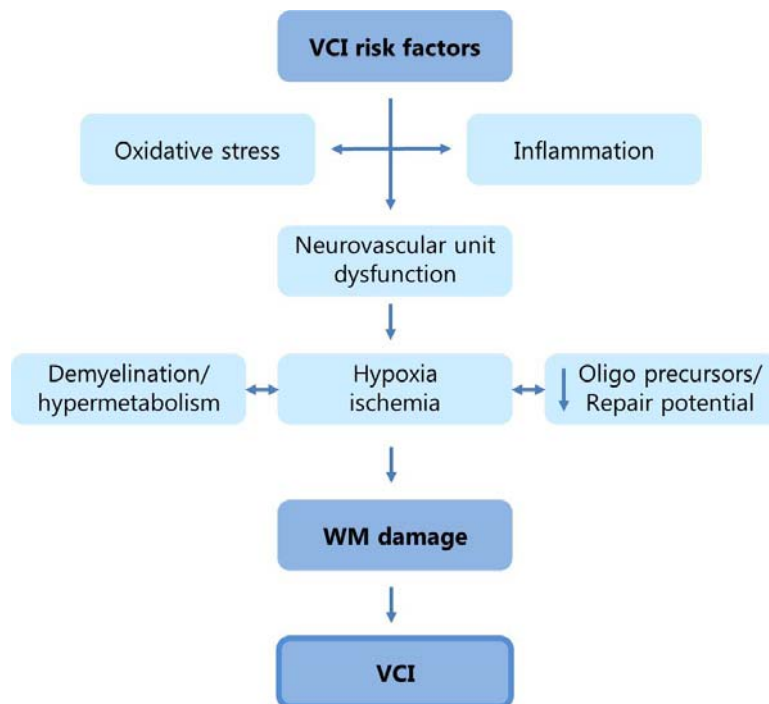 VCI risk factors
Oxidative stress
Inflammation
Neurovascular unit
dysfunction
Demyelination/
hypermetabolism
Hypoxia
ischemia
Oligo precursors/
Repair potential
WM damage
VCI